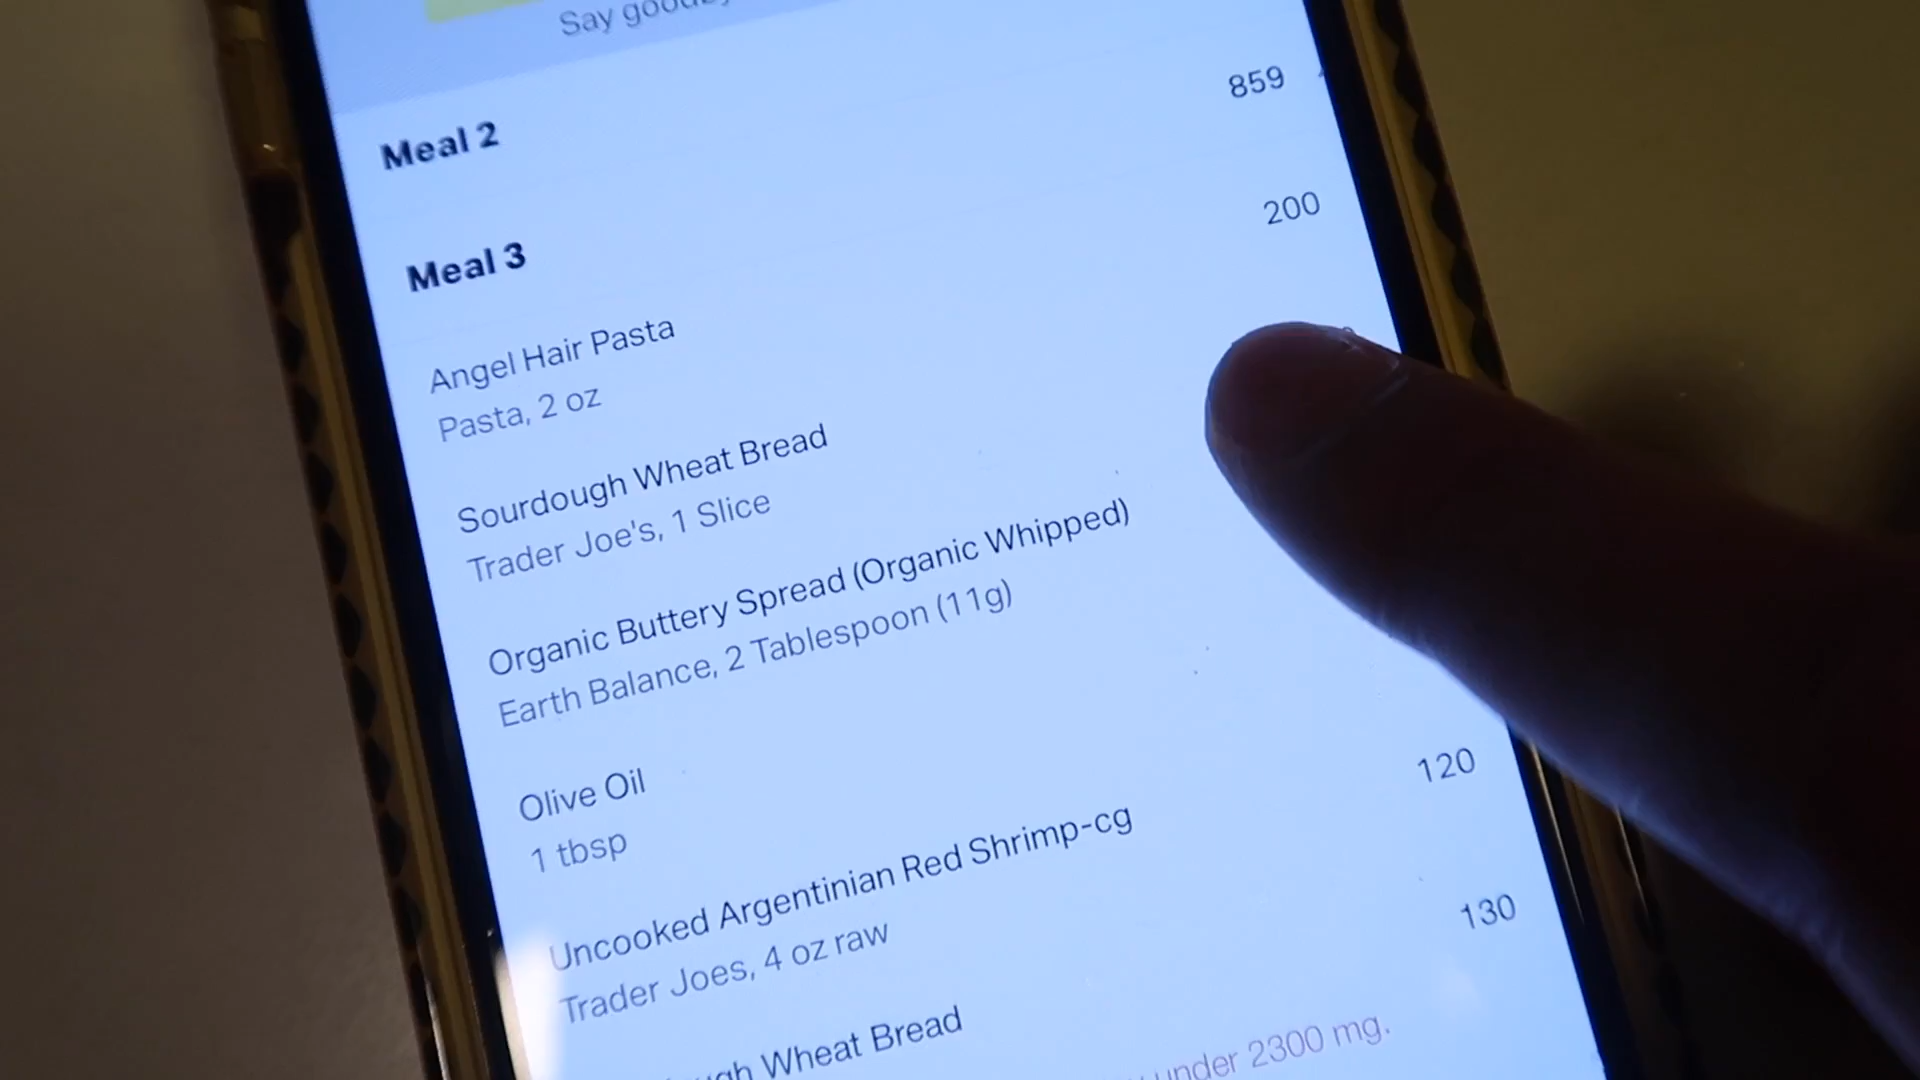 Say
Meal 2
859
Meal 3
200
Angel Hair Pasta
Pasta, 2 oz
Sourdough Wheat Bread
Trader Joe's, 1 Slice
Organic Buttery Spread (Organic Whipped)
Earth Balance, 2 Tablespoon (11g)
Olive Oil
1 tbsp
120
Uncooked Argentinian Red Shrimp-cg
Trader Joes, 4 oz raw
130
Wheat Bread
under 2300 mg.